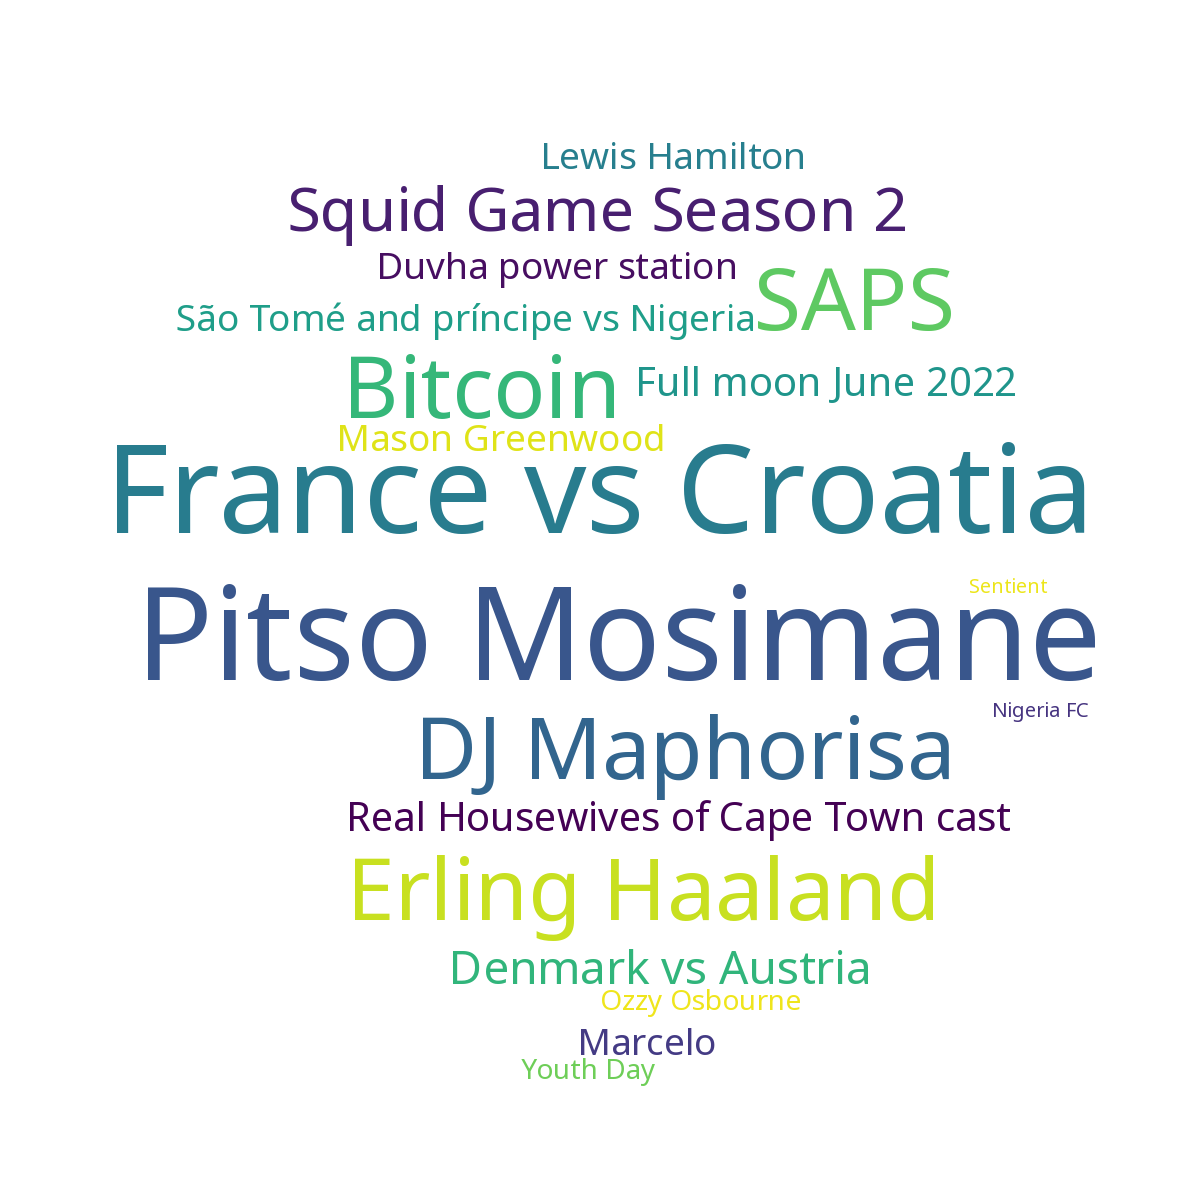 Lewis Hamilton
Squid Game Season 2
Duvha power station
SAPS
São Tomé and príncipe vs Nigeria
Bitcoin
Full moon June 2022
Mason Greenwood
France vs Croatia
Sentient
Pitso Mosimane
Nigeria FC
DJ Maphorisa
Real Housewives of Cape Town cast
Erling Haaland
Denmark vs Austria
Ozzy Osbourne
Marcelo
Youth Day